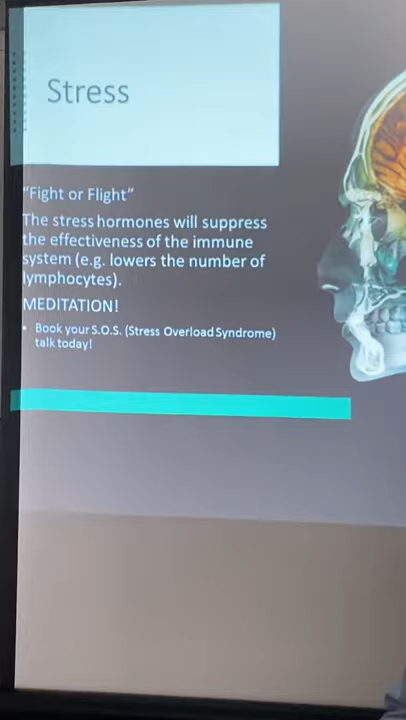 Stress
"Fight or Flight"
The stress hormones will suppress
the effectiveness of the immune
system (e.g. lowers the number of
lymphocytes).
MEDITATION!
• Book your S.O.S. (Stress Overload Syndrome)
talk today!